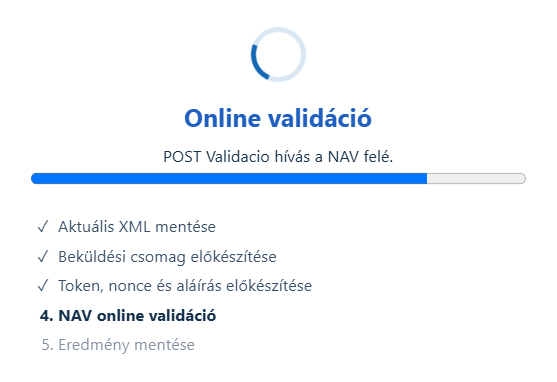 Online validáció
POST Validacio hívás a NAV felé.
✓ Aktuális XML mentése
✓ Beküldési csomag előkészítése
✓ Token, nonce és aláírás előkészítése
4. NAV online validáció
5. Eredmény mentése